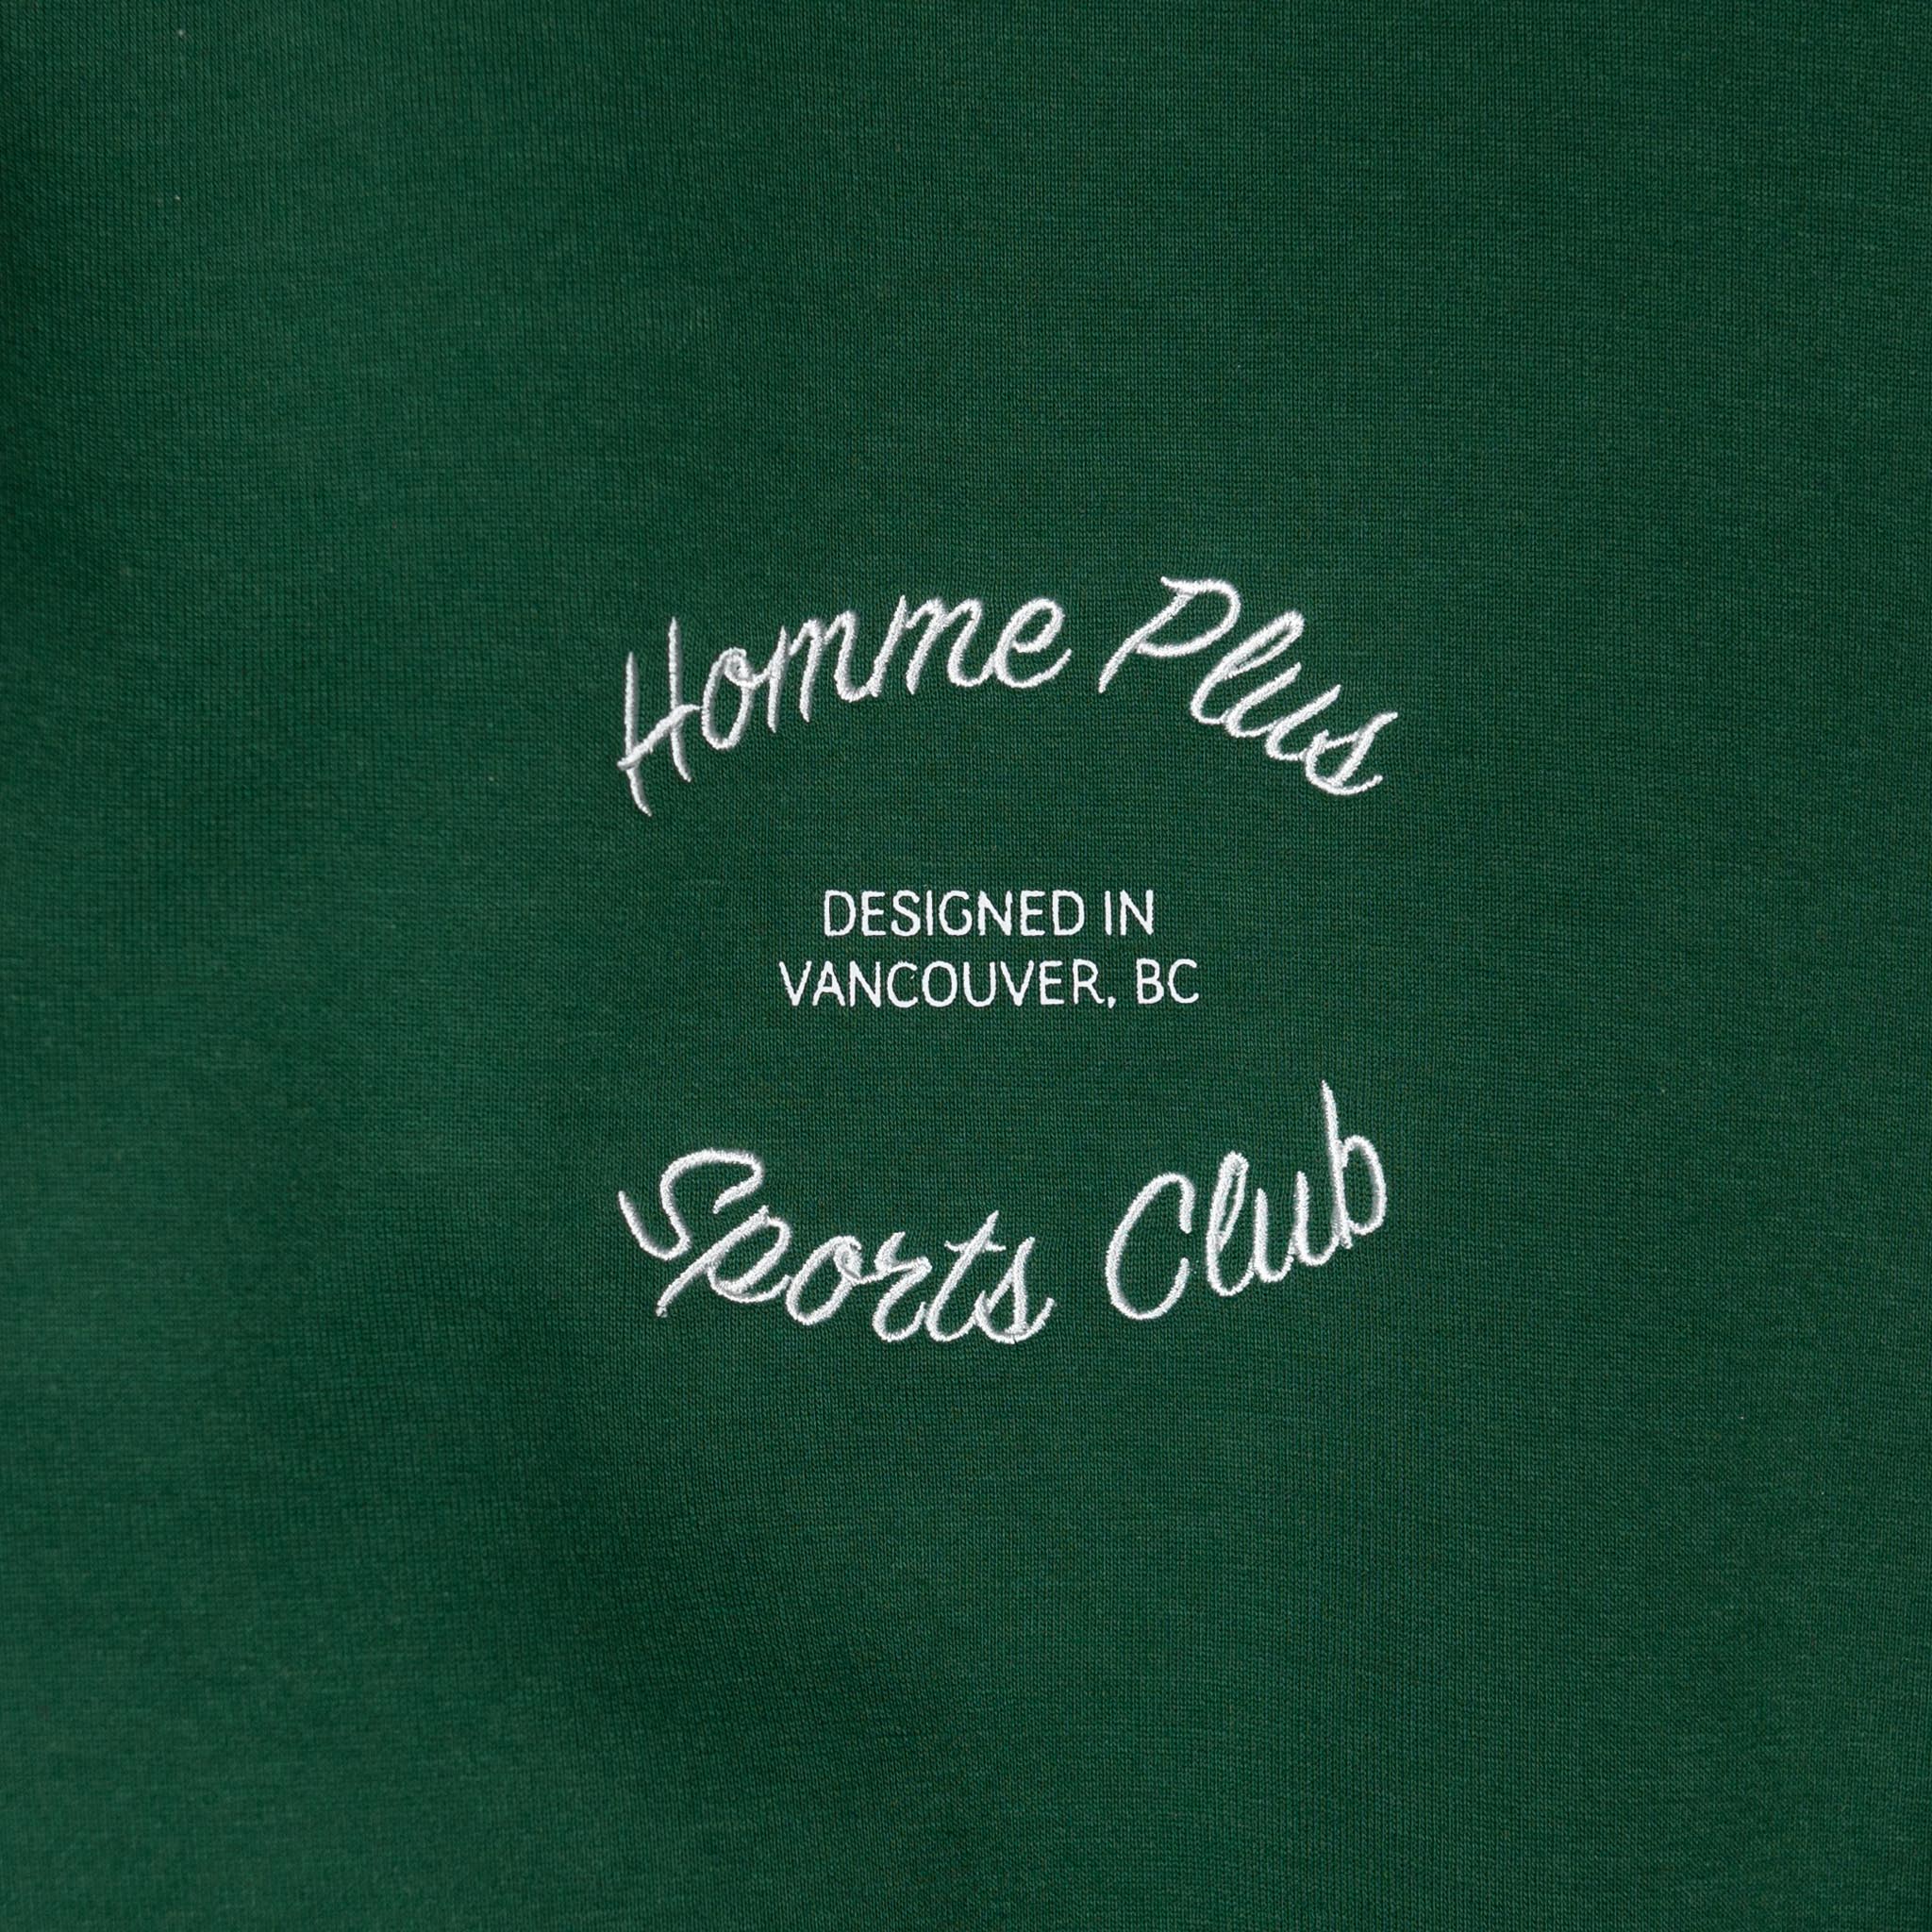 Homme Plus
DESIGNED IN
VANCOUVER, BC
Sports Club